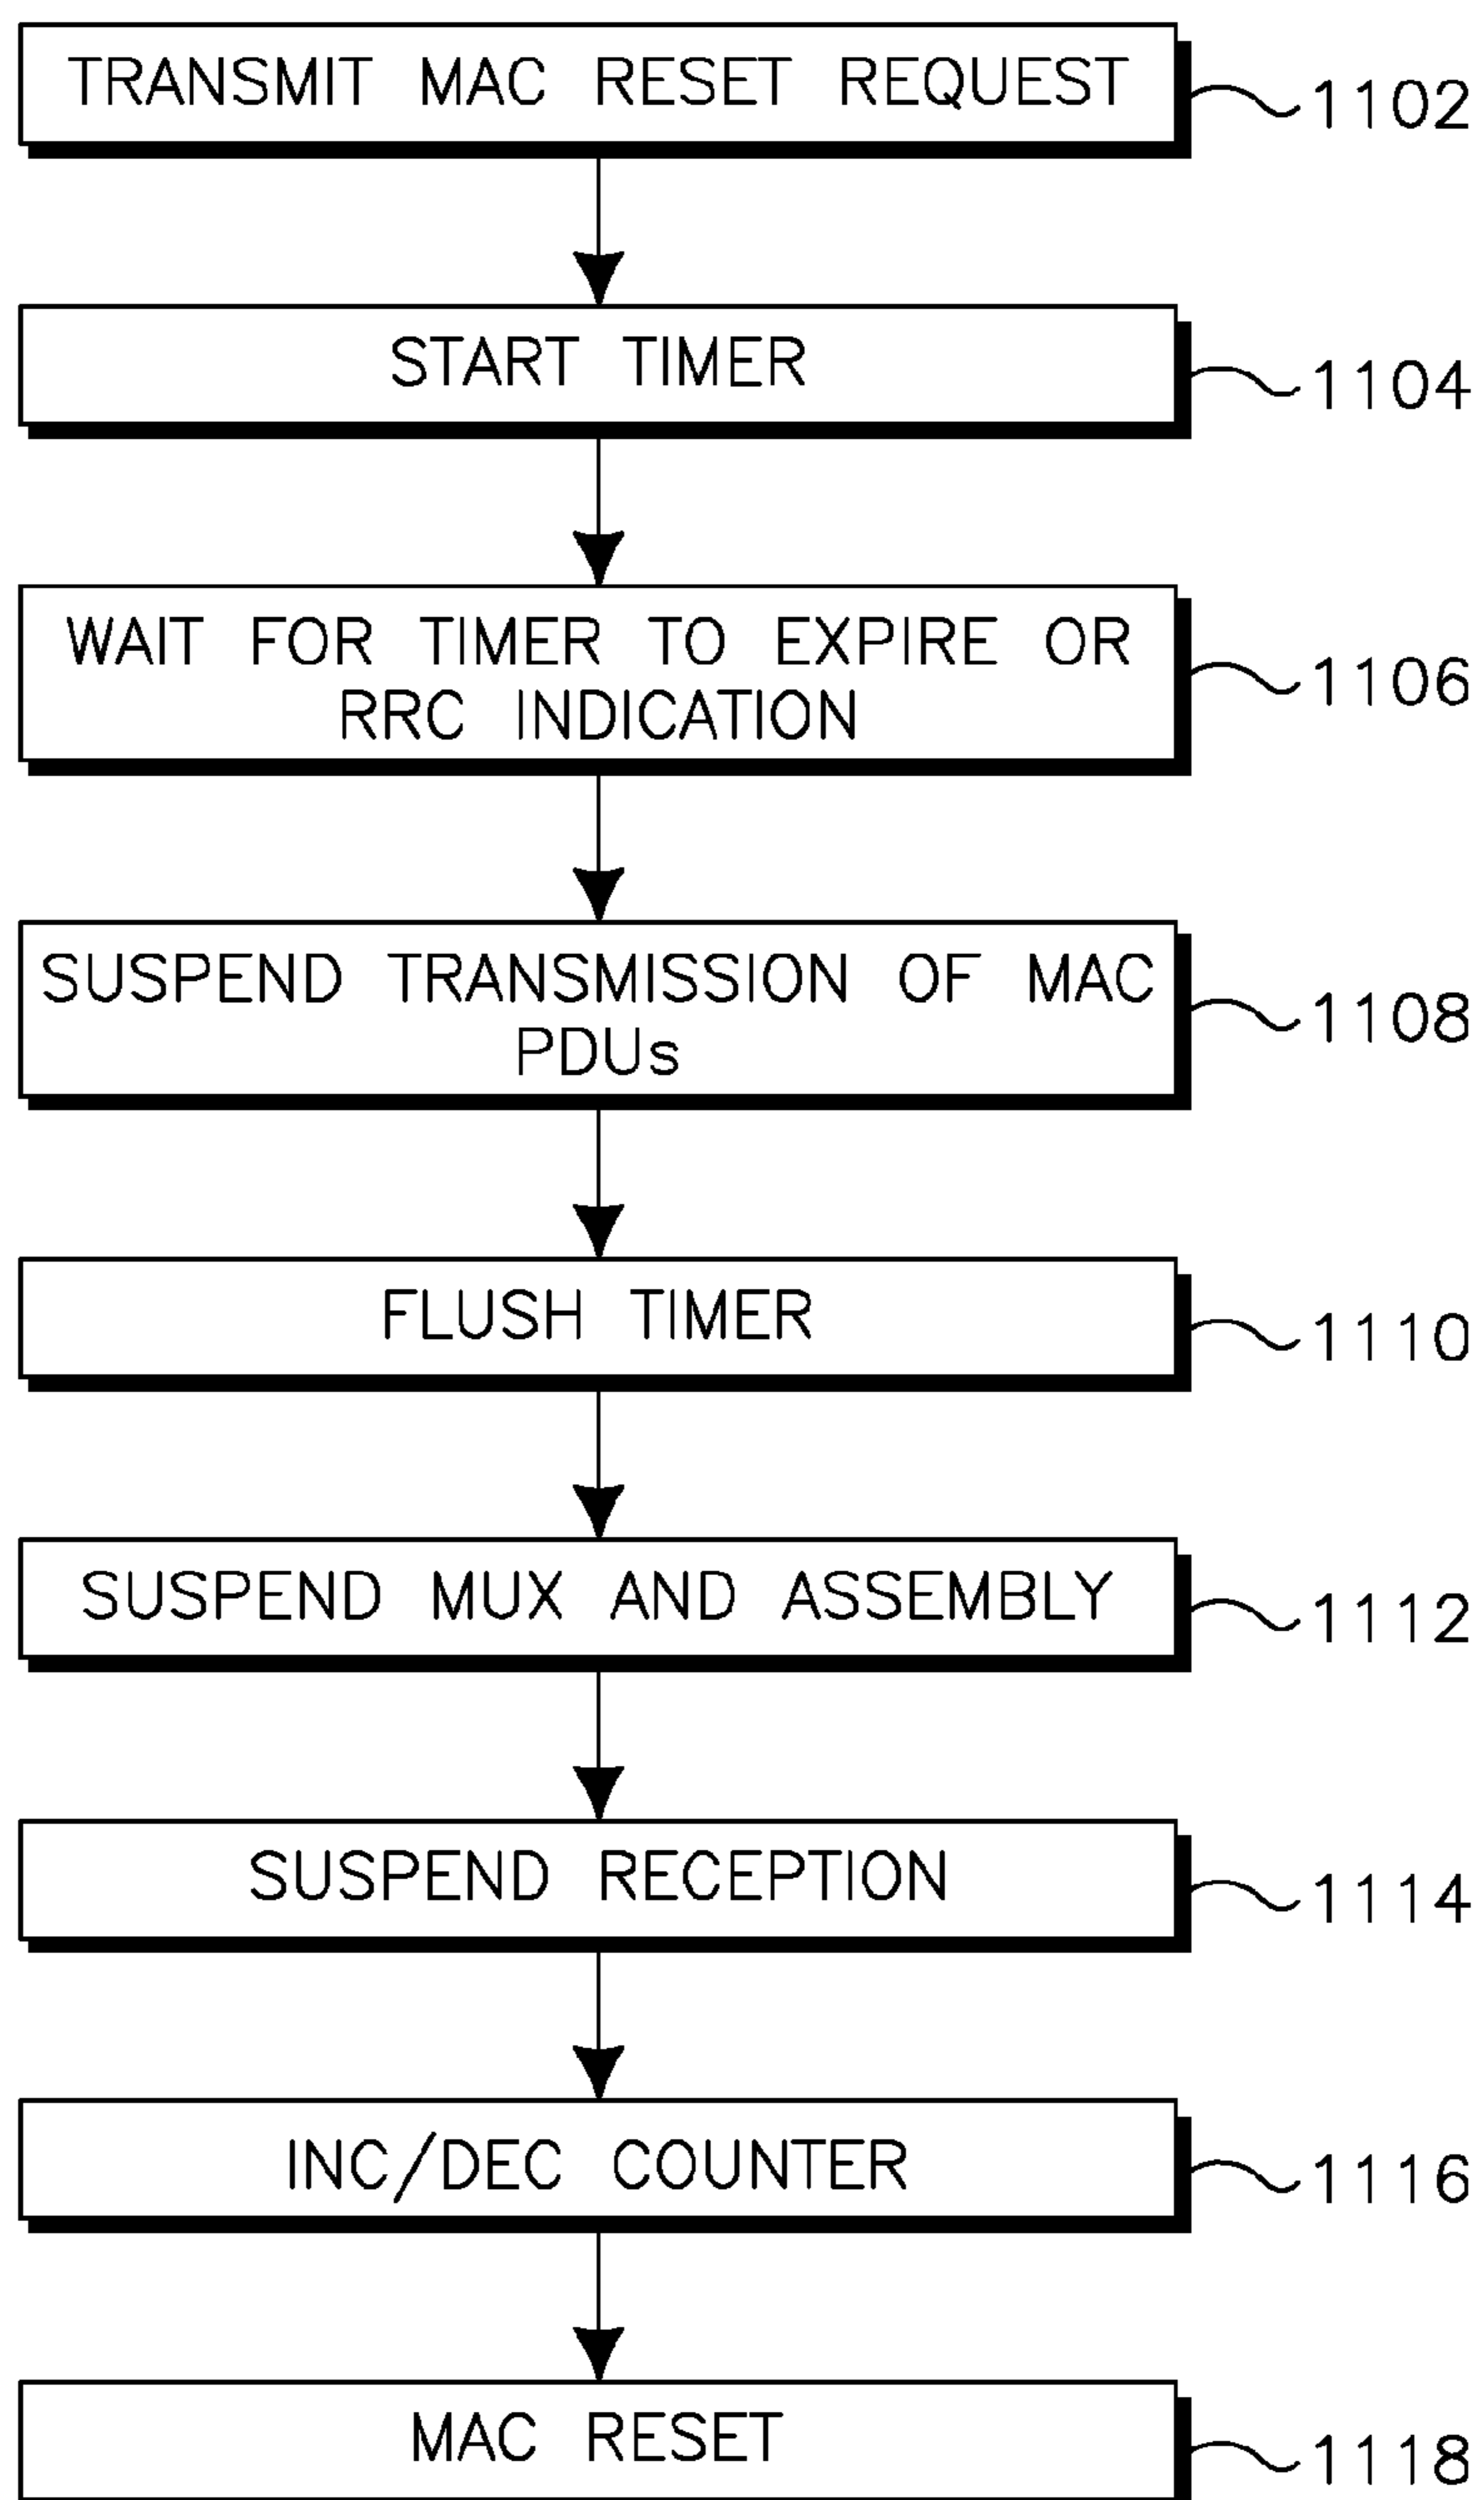 TRANSMIT MAC RESET REQUEST
1102
START TIMER
1104
WAIT FOR TIMER TO EXPIRE OR
RRC INDICATION
1106
SUSPEND TRANSMISSION OF MAC
PDUs
1108
FLUSH TIMER
1110
SUSPEND MUX AND ASSEMBLY
1112
SUSPEND RECEPTION
1114
INC/DEC COUNTER
1116
MAC RESET
1118